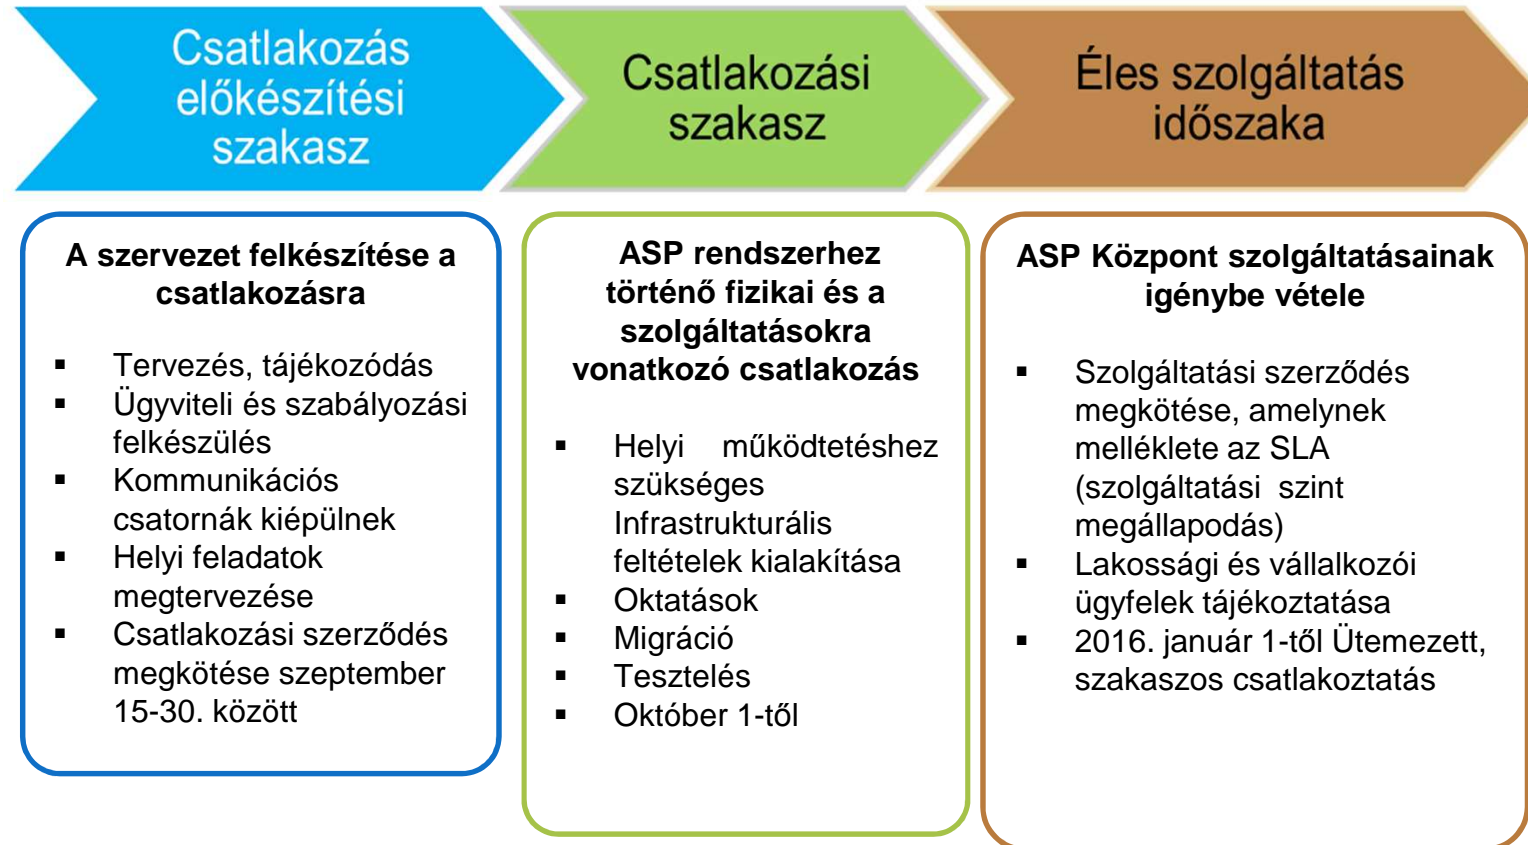 Csatlakozás
előkészítési
szakasz
Csatlakozási
szakasz
Éles szolgáltatás
időszaka
A szervezet felkészítése a
csatlakozásra
▪ Tervezés, tájékozódás
▪ Ügyviteli és szabályozási
felkészülés
▪ Kommunikációs
csatornák kiépülnek
▪ Helyi feladatok
megtervezése
▪ Csatlakozási szerződés
megkötése szeptember
15-30. között
ASP rendszerhez
történő fizikai és a
szolgáltatásokra
vonatkozó csatlakozás
▪ Helyi működtetéshez
szükséges
Infrastrukturális
feltételek kialakítása
▪ Oktatások
▪ Migráció
▪ Tesztelés
▪ Október 1-től
ASP Központ szolgáltatásainak
igénybe vétele
▪ Szolgáltatási szerződés
megkötése, amelynek
melléklete az SLA
(szolgáltatási szint
megállapodás)
▪ Lakossági és vállalkozói
ügyfelek tájékoztatása
▪ 2016. január 1-től Ütemezett,
szakaszos csatlakoztatás